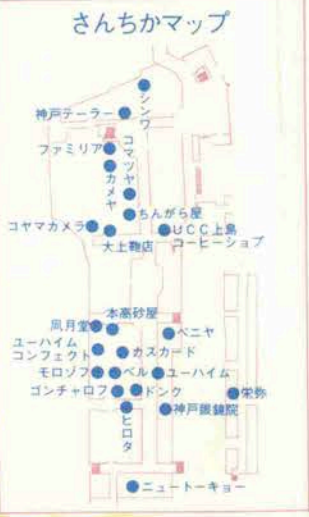 さんちかマップ
シンワ
神戸テーラー
ファミリア
コマツヤ
カメヤ
ちんがら屋
コヤマカメラ
大上鞄店
UCC上島
コーヒーショップ
本高砂屋
凮月堂
ベニヤ
ユーハイム
コンフェクト
カスカード
モロゾフ
ベル
ユーハイム
ゴンチャロフ
ドンク
栄弥
神戸眼鏡院
ヒロタ
ニュートーキョー